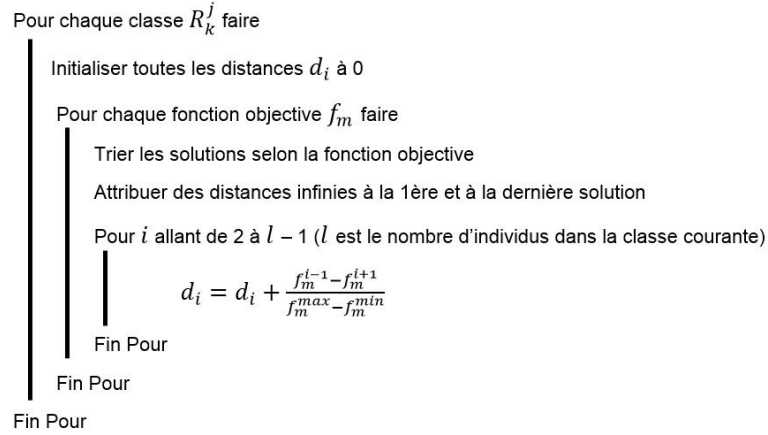 Pour chaque classe $R_k^j$ faire
Initialiser toutes les distances $d_i$ à 0
Pour chaque fonction objective $f_m$ faire
Trier les solutions selon la fonction objective
Attribuer des distances infinies à la 1ère et à la dernière solution
Pour $i$ allant de 2 à $l$ – 1 ($l$ est le nombre d’individus dans la classe courante)
$d_i = d_i + \frac{f_m^{i-1} - f_m^{i+1}}{f_m^{max} - f_m^{min}}$
Fin Pour
Fin Pour
Fin Pour